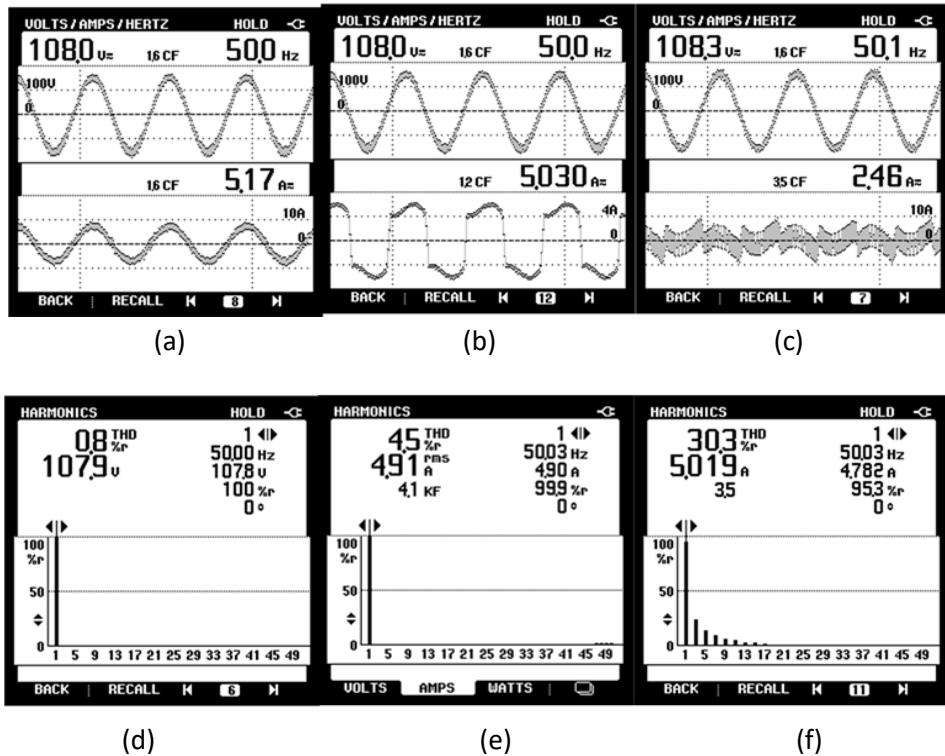 VOLTS/AMPS/HERTZ HOLD
108.0 V≂ 1.6 CF 50.0 Hz
100V
0
1.6 CF 5.17 A≂
10A
0
BACK | RECALL 8
(a)
VOLTS/AMPS/HERTZ HOLD
108.0 V≂ 1.6 CF 50.0 Hz
100V
0
1.2 CF 5.030 A≂
4A
0
BACK | RECALL 12
(b)
VOLTS/AMPS/HERTZ HOLD
108.3 V≂ 1.6 CF 50.1 Hz
100V
0
3.5 CF 2.46 A≂
10A
0
BACK | RECALL 7
(c)
HARMONICS HOLD
0.8 THD %r 1
107.9 V 50.00 Hz
107.8 V
100 %r
0 °
100
%r
50
0
1 5 9 13 17 21 25 29 33 37 41 45 49
BACK | RECALL 6
(d)
HARMONICS
4.5 THD %r 1
4.91 rms A 50.03 Hz
4.90 A
4.1 KF 99.9 %r
0 °
100
%r
50
0
1 5 9 13 17 21 25 29 33 37 41 45 49
VOLTS AMPS WATTS |
(e)
HARMONICS HOLD
30.3 THD %r 1
5.019 A 50.03 Hz
4.782 A
3.5 95.3 %r
0 °
100
%r
50
0
1 5 9 13 17 21 25 29 33 37 41 45 49
BACK | RECALL 11
(f)